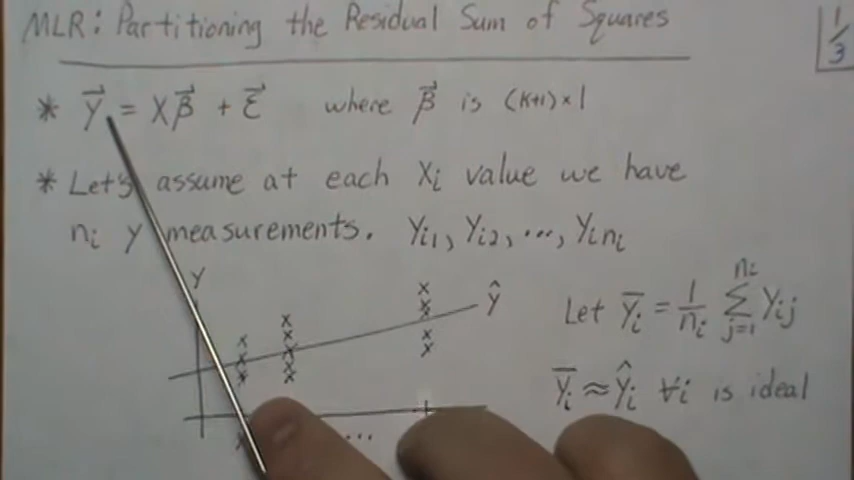 MLR: Partitioning the Residual Sum of Squares
1/3
* Y⃗ = Xβ⃗ + ε⃗ where β⃗ is (k+1)×1
* Let's assume at each Xi value we have
ni y measurements. Yi1, Yi2, ..., Yini
Y
Ŷ
Let Ȳi = 1/ni Σ_{j=1}^{ni} Yij
Ȳi ≈ Ŷi ∀i is ideal
...